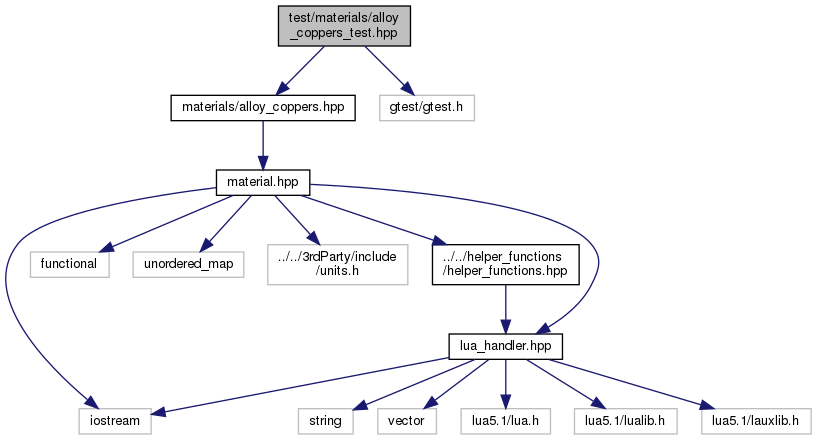 test/materials/alloy
_coppers_test.hpp
materials/alloy_coppers.hpp
gtest/gtest.h
material.hpp
functional
unordered_map
../../3rdParty/include
/units.h
../../helper_functions
/helper_functions.hpp
lua_handler.hpp
iostream
string
vector
lua5.1/lua.h
lua5.1/lualib.h
lua5.1/lauxlib.h